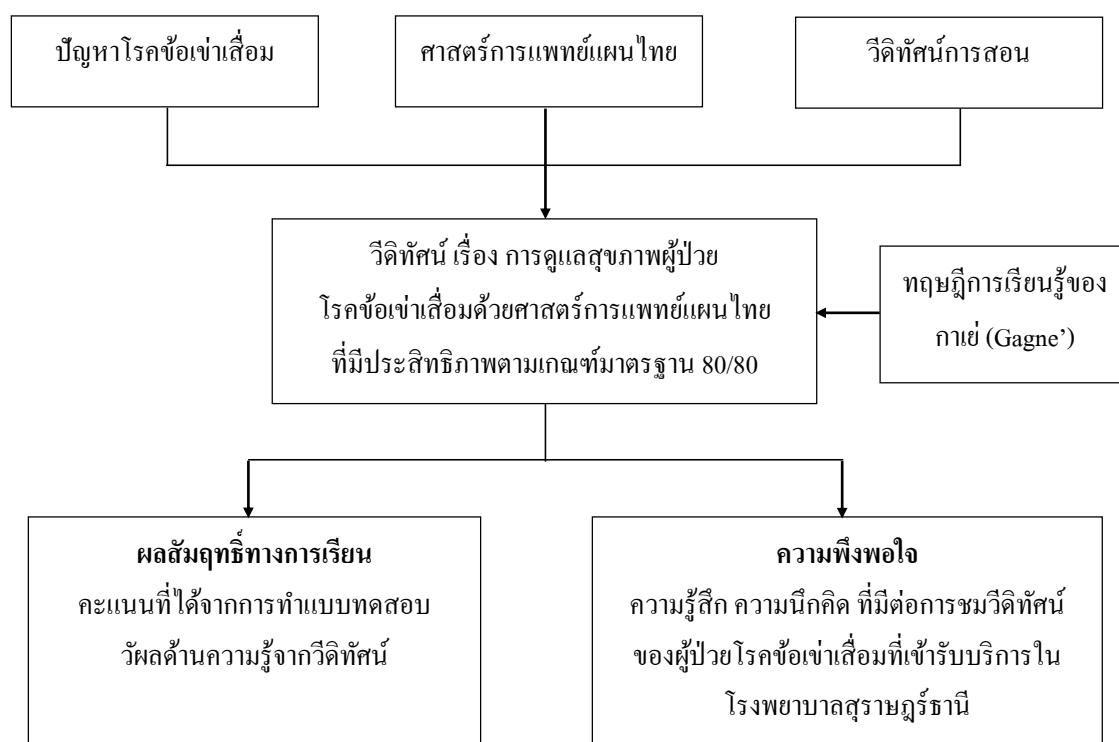 ปัญหาโรคข้อเข่าเสื่อม
ศาสตร์การแพทย์แผนไทย
วีดิทัศน์การสอน
วีดิทัศน์ เรื่อง การดูแลสุขภาพผู้ป่วย
โรคข้อเข่าเสื่อมด้วยศาสตร์การแพทย์แผนไทย
ที่มีประสิทธิภาพตามเกณฑ์มาตรฐาน 80/80
ทฤษฎีการเรียนรู้ของ
กาเย่ (Gagne’)
ผลสัมฤทธิ์ทางการเรียน
คะแนนที่ได้จากการทำแบบทดสอบ
วัผลด้านความรู้จากวีดิทัศน์
ความพึงพอใจ
ความรู้สึก ความนึกคิด ที่มีต่อการชมวีดิทัศน์
ของผู้ป่วยโรคข้อเข่าเสื่อมที่เข้ารับบริการใน
โรงพยาบาลสุราษฎร์ธานี